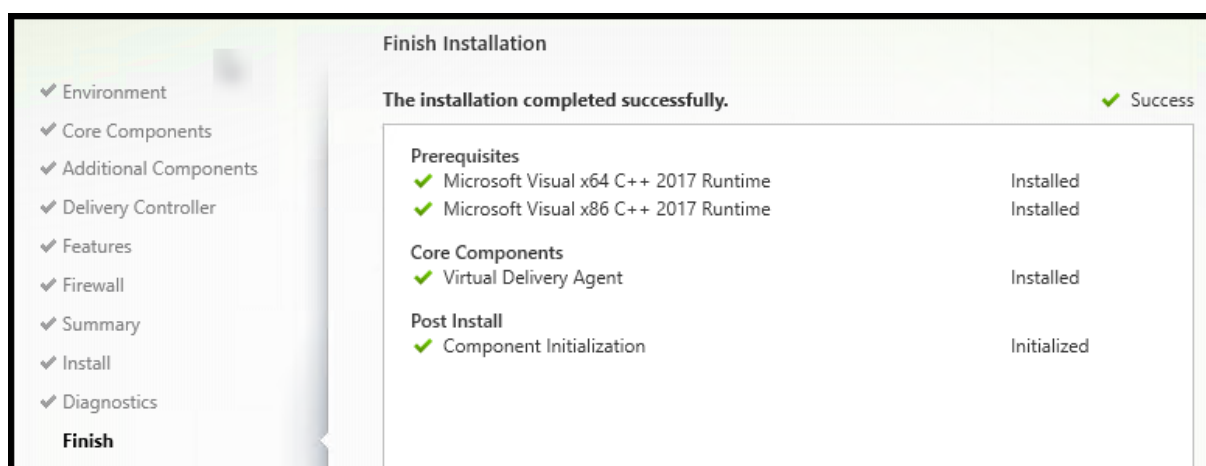 Finish Installation
Environment
Core Components
Additional Components
Delivery Controller
Features
Firewall
Summary
Install
Diagnostics
Finish
The installation completed successfully. Success
Prerequisites
Microsoft Visual x64 C++ 2017 Runtime Installed
Microsoft Visual x86 C++ 2017 Runtime Installed
Core Components
Virtual Delivery Agent Installed
Post Install
Component Initialization Initialized